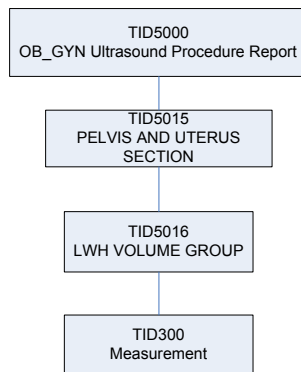 TID5000
OB_GYN Ultrasound Procedure Report
TID5015
PELVIS AND UTERUS
SECTION
TID5016
LWH VOLUME GROUP
TID300
Measurement